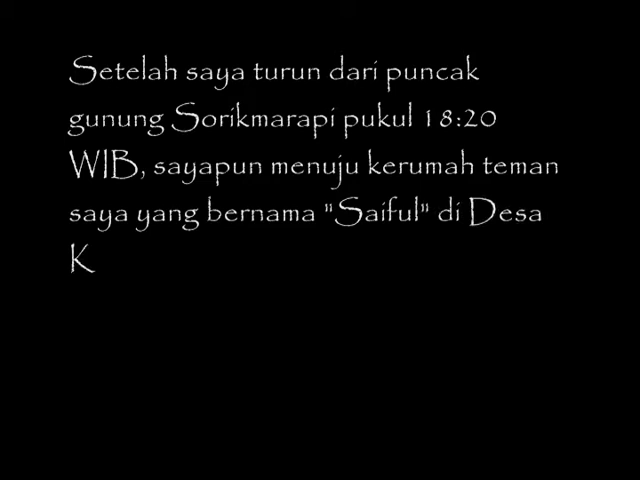 Setelah saya turun dari puncak
gunung Sorikmarapi pukul 18:20
WIB, sayapun menuju kerumah teman
saya yang bernama "Saiful" di Desa
K